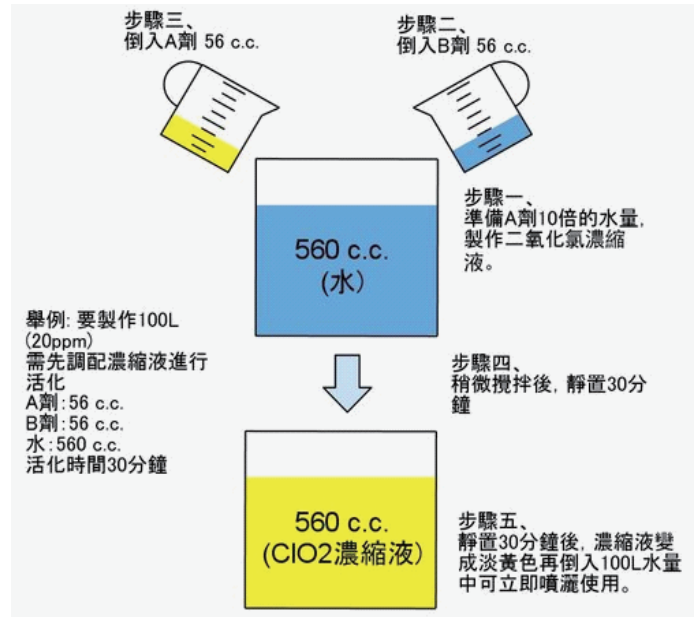 步驟三、
倒入A劑 56 c.c.
步驟二、
倒入B劑 56 c.c.
步驟一、
準備A劑10倍的水量,
製作二氧化氯濃縮
液。
560 c.c.
(水)
舉例: 要製作100L
(20ppm)
需先調配濃縮液進行
活化
A劑:56 c.c.
B劑:56 c.c.
水:560 c.c.
活化時間30分鐘
步驟四、
稍微攪拌後, 靜置30分
鐘
560 c.c.
(ClO2濃縮液)
步驟五、
靜置30分鐘後, 濃縮液變
成淡黃色再倒入100L水量
中可立即噴灑使用。